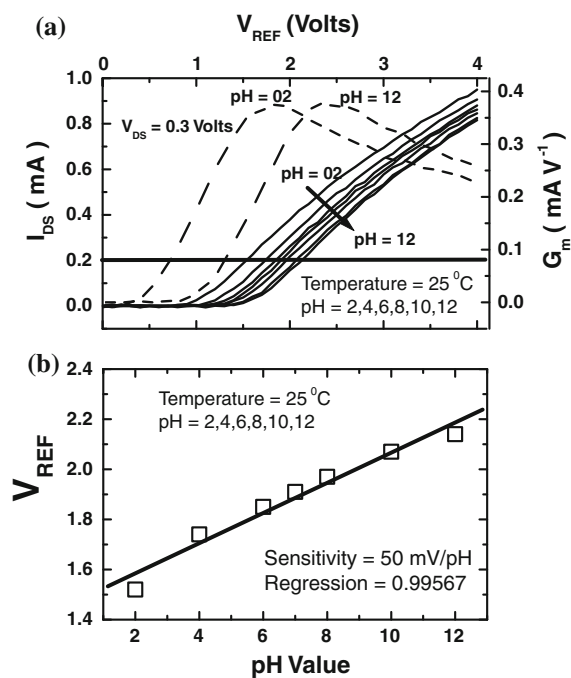 (a)
V_REF (Volts)
0 1 2 3 4
1.0
0.8
0.6
0.4
0.2
0.0
I_DS ( mA )
0.4
0.3
0.2
0.1
0.0
G_m ( mA V⁻¹ )
pH = 02 pH = 12
V_DS = 0.3 Volts
pH = 02
pH = 12
Temperature = 25 ⁰C
pH = 2,4,6,8,10,12
(b)
2.4
2.2
2.0
1.8
1.6
1.4
V_REF
Temperature = 25 ⁰C
pH = 2,4,6,8,10,12
Sensitivity = 50 mV/pH
Regression = 0.99567
2 4 6 8 10 12
pH Value